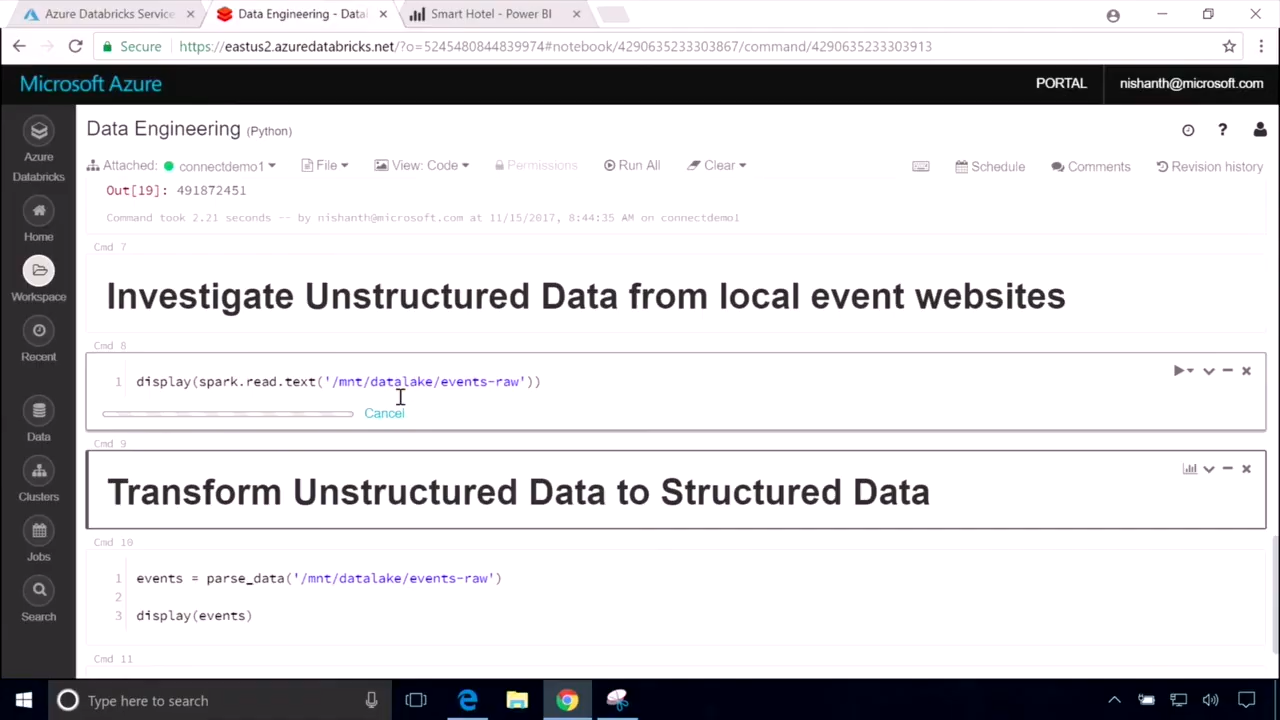 Azure Databricks Service
Data Engineering - Datal
Smart Hotel - Power BI
Secure
https://eastus2.azuredatabricks.net/?o=5245480844839974#notebook/4290635233303867/command/4290635233303913
Microsoft Azure
PORTAL
nishanth@microsoft.com
Azure
Databricks
Home
Workspace
Recent
Data
Clusters
Jobs
Search
Data Engineering (Python)
Attached: connectdemo1 File View: Code Permissions Run All Clear Schedule Comments Revision history
Out[19]: 491872451
Command took 2.21 seconds -- by nishanth@microsoft.com at 11/15/2017, 8:44:35 AM on connectdemo1
Cmd 7
Investigate Unstructured Data from local event websites
Cmd 8
1 display(spark.read.text('/mnt/datalake/events-raw'))
Cancel
Cmd 9
Transform Unstructured Data to Structured Data
Cmd 10
1 events = parse_data('/mnt/datalake/events-raw')
2
3 display(events)
Cmd 11
Type here to search